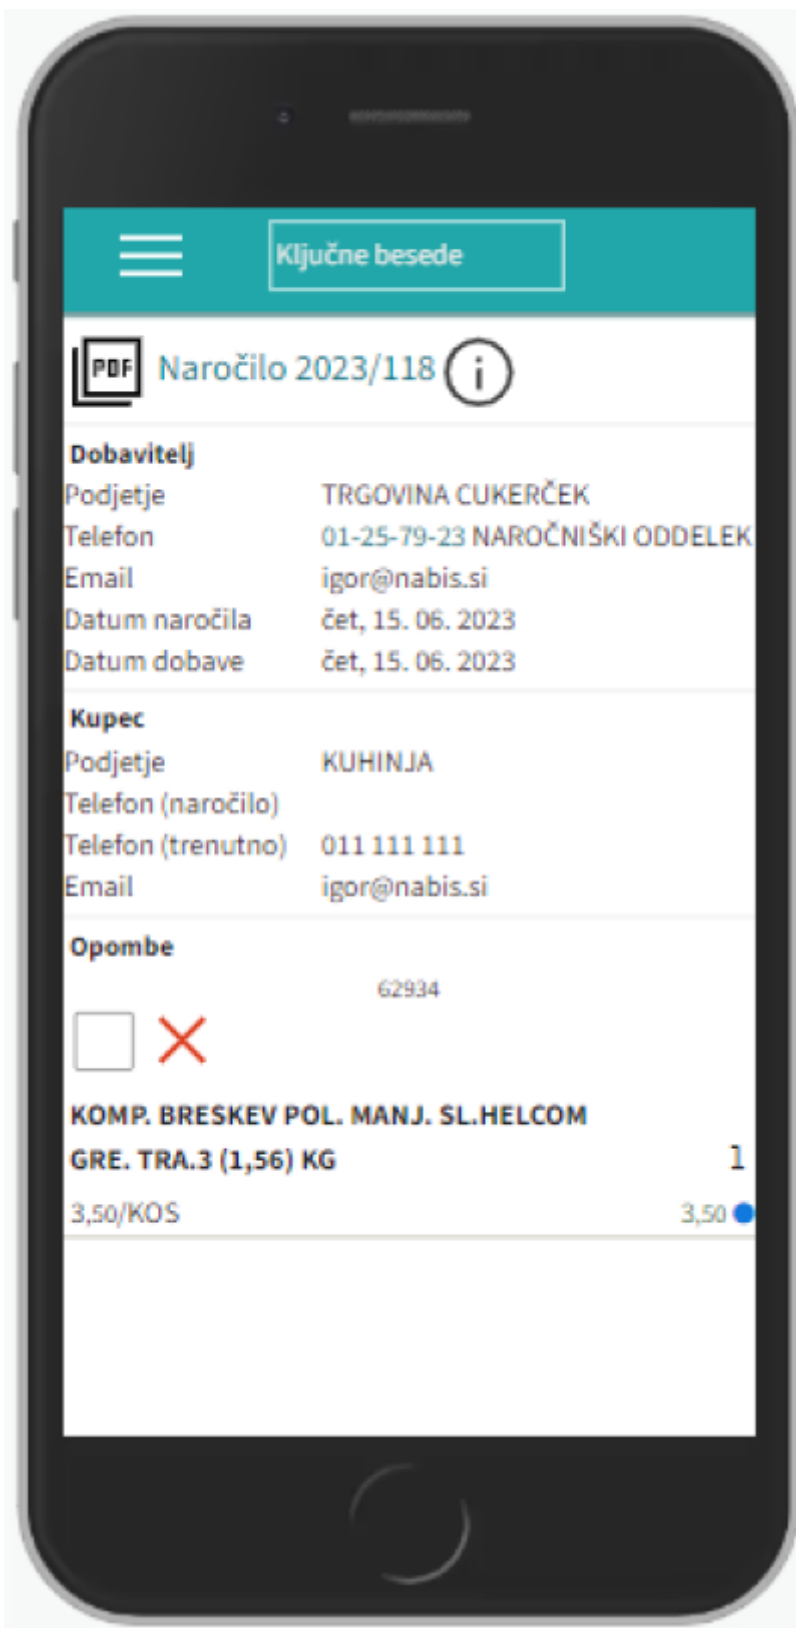 Ključne besede
PDF Naročilo 2023/118 i
Dobavitelj
Podjetje TRGOVINA CUKERČEK
Telefon 01-25-79-23 NAROČNIŠKI ODDELEK
Email igor@nabis.si
Datum naročila čet, 15. 06. 2023
Datum dobave čet, 15. 06. 2023
Kupec
Podjetje KUHINJA
Telefon (naročilo)
Telefon (trenutno) 011 111 111
Email igor@nabis.si
Opombe
62934
KOMP. BRESKEV POL. MANJ. SL.HELCOM
GRE. TRA.3 (1,56) KG 1
3,50/KOS 3,50